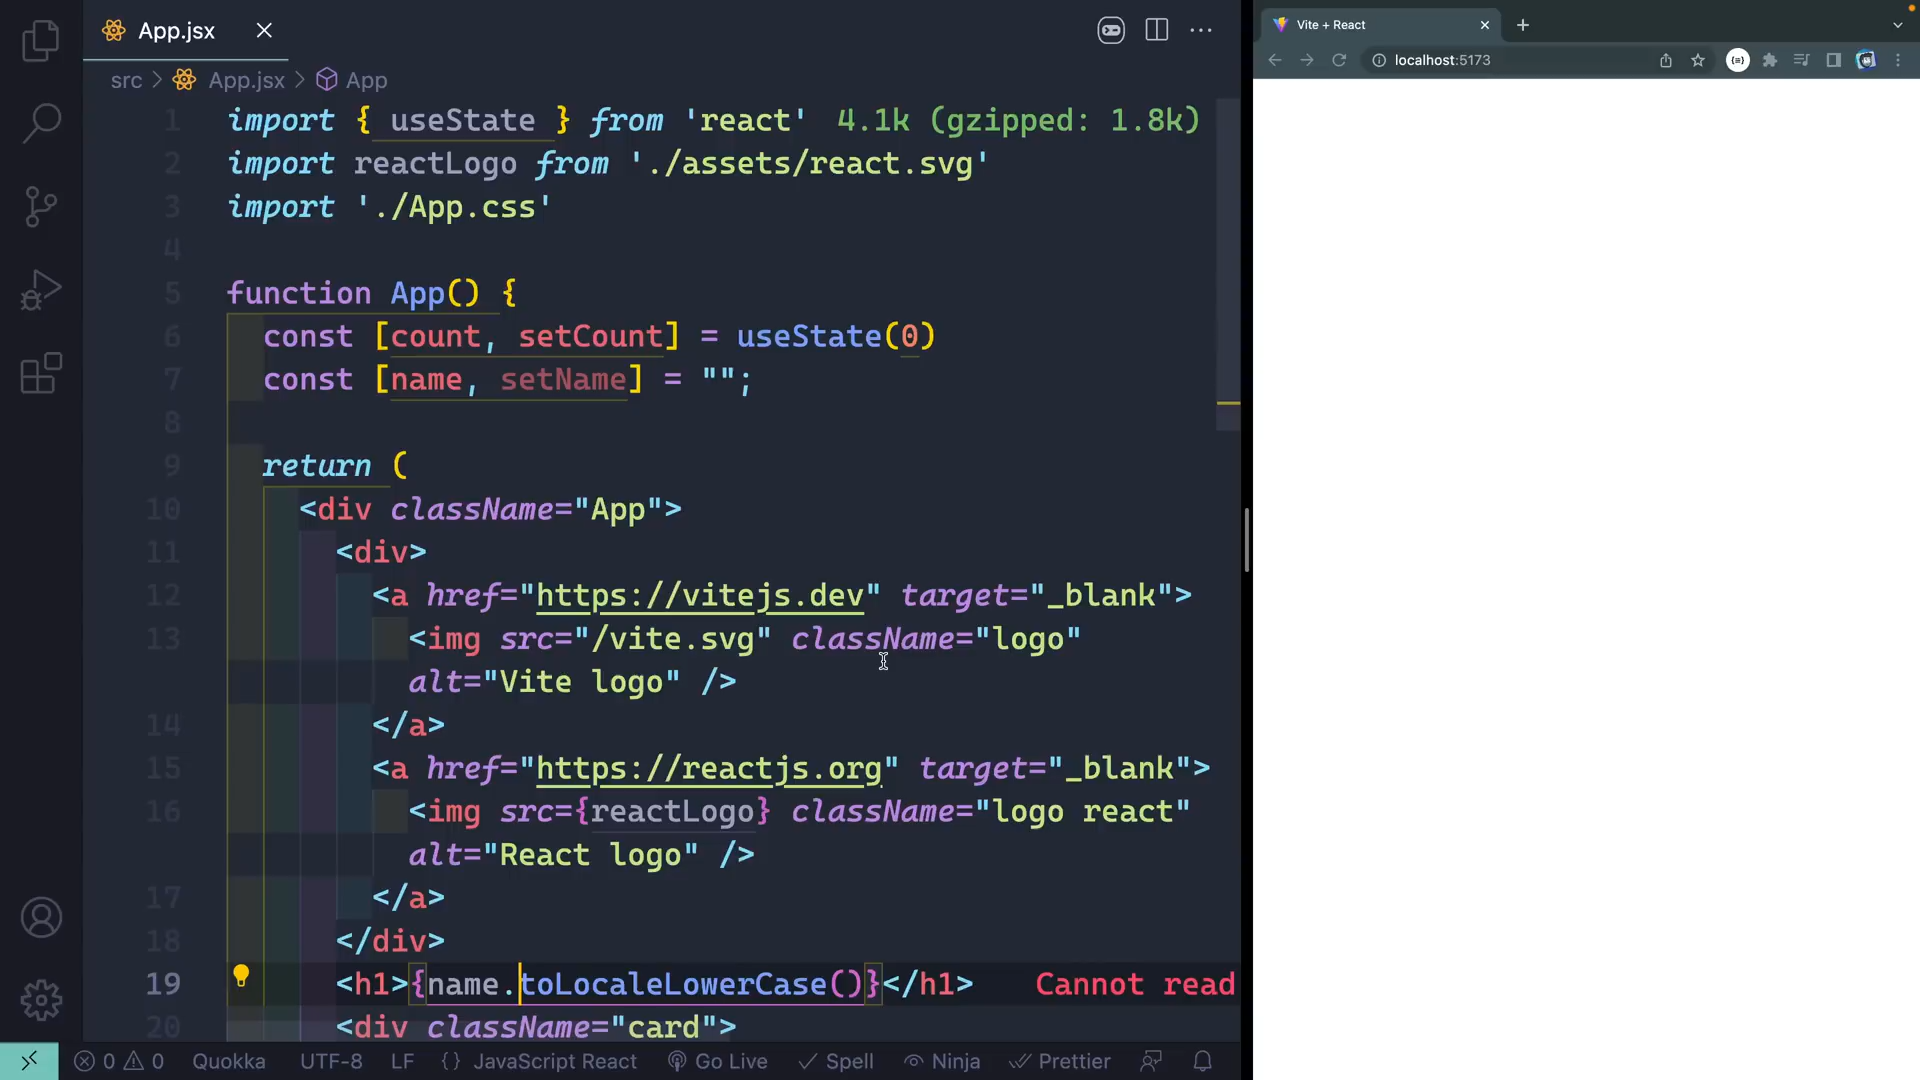 App.jsx
src > App.jsx > App
1 import { useState } from 'react' 4.1k (gzipped: 1.8k)
2 import reactLogo from './assets/react.svg'
3 import './App.css'
4
5 function App() {
6 const [count, setCount] = useState(0)
7 const [name, setName] = "";
8
9 return (
10 <div className="App">
11 <div>
12 <a href="https://vitejs.dev" target="_blank">
13 <img src="/vite.svg" className="logo"
alt="Vite logo" />
14 </a>
15 <a href="https://reactjs.org" target="_blank">
16 <img src={reactLogo} className="logo react"
alt="React logo" />
17 </a>
18 </div>
19 <h1>{name.toLocaleLowerCase()}</h1> Cannot read
20 <div className="card">
0 0 Quokka UTF-8 LF {} JavaScript React Go Live Spell Ninja Prettier
Vite + React
localhost:5173